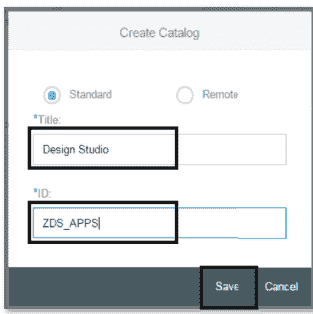 Create Catalog
Standard Remote
*Title:
Design Studio
*ID:
ZDS_APPS
Save Cancel